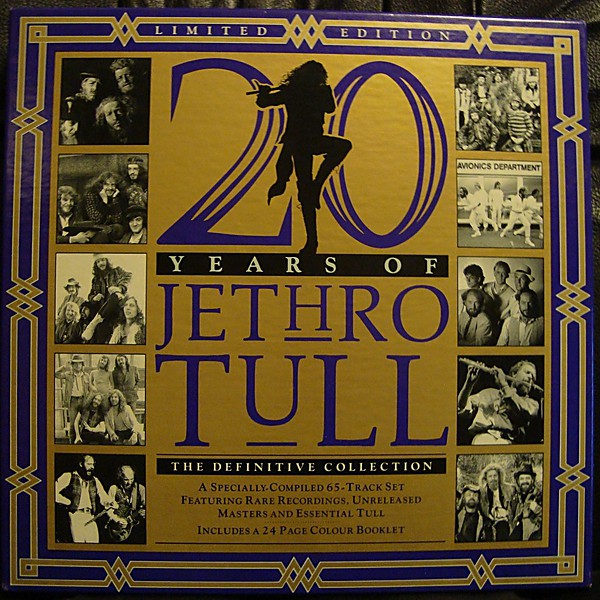 LIMITED EDITION
20
YEARS OF
JETHRO
TULL
THE DEFINITIVE COLLECTION
A SPECIALLY-COMPILED 65-TRACK SET
FEATURING RARE RECORDINGS, UNRELEASED
MASTERS AND ESSENTIAL TULL
INCLUDES A 24 PAGE COLOUR BOOKLET
AVIONICS DEPARTMENT